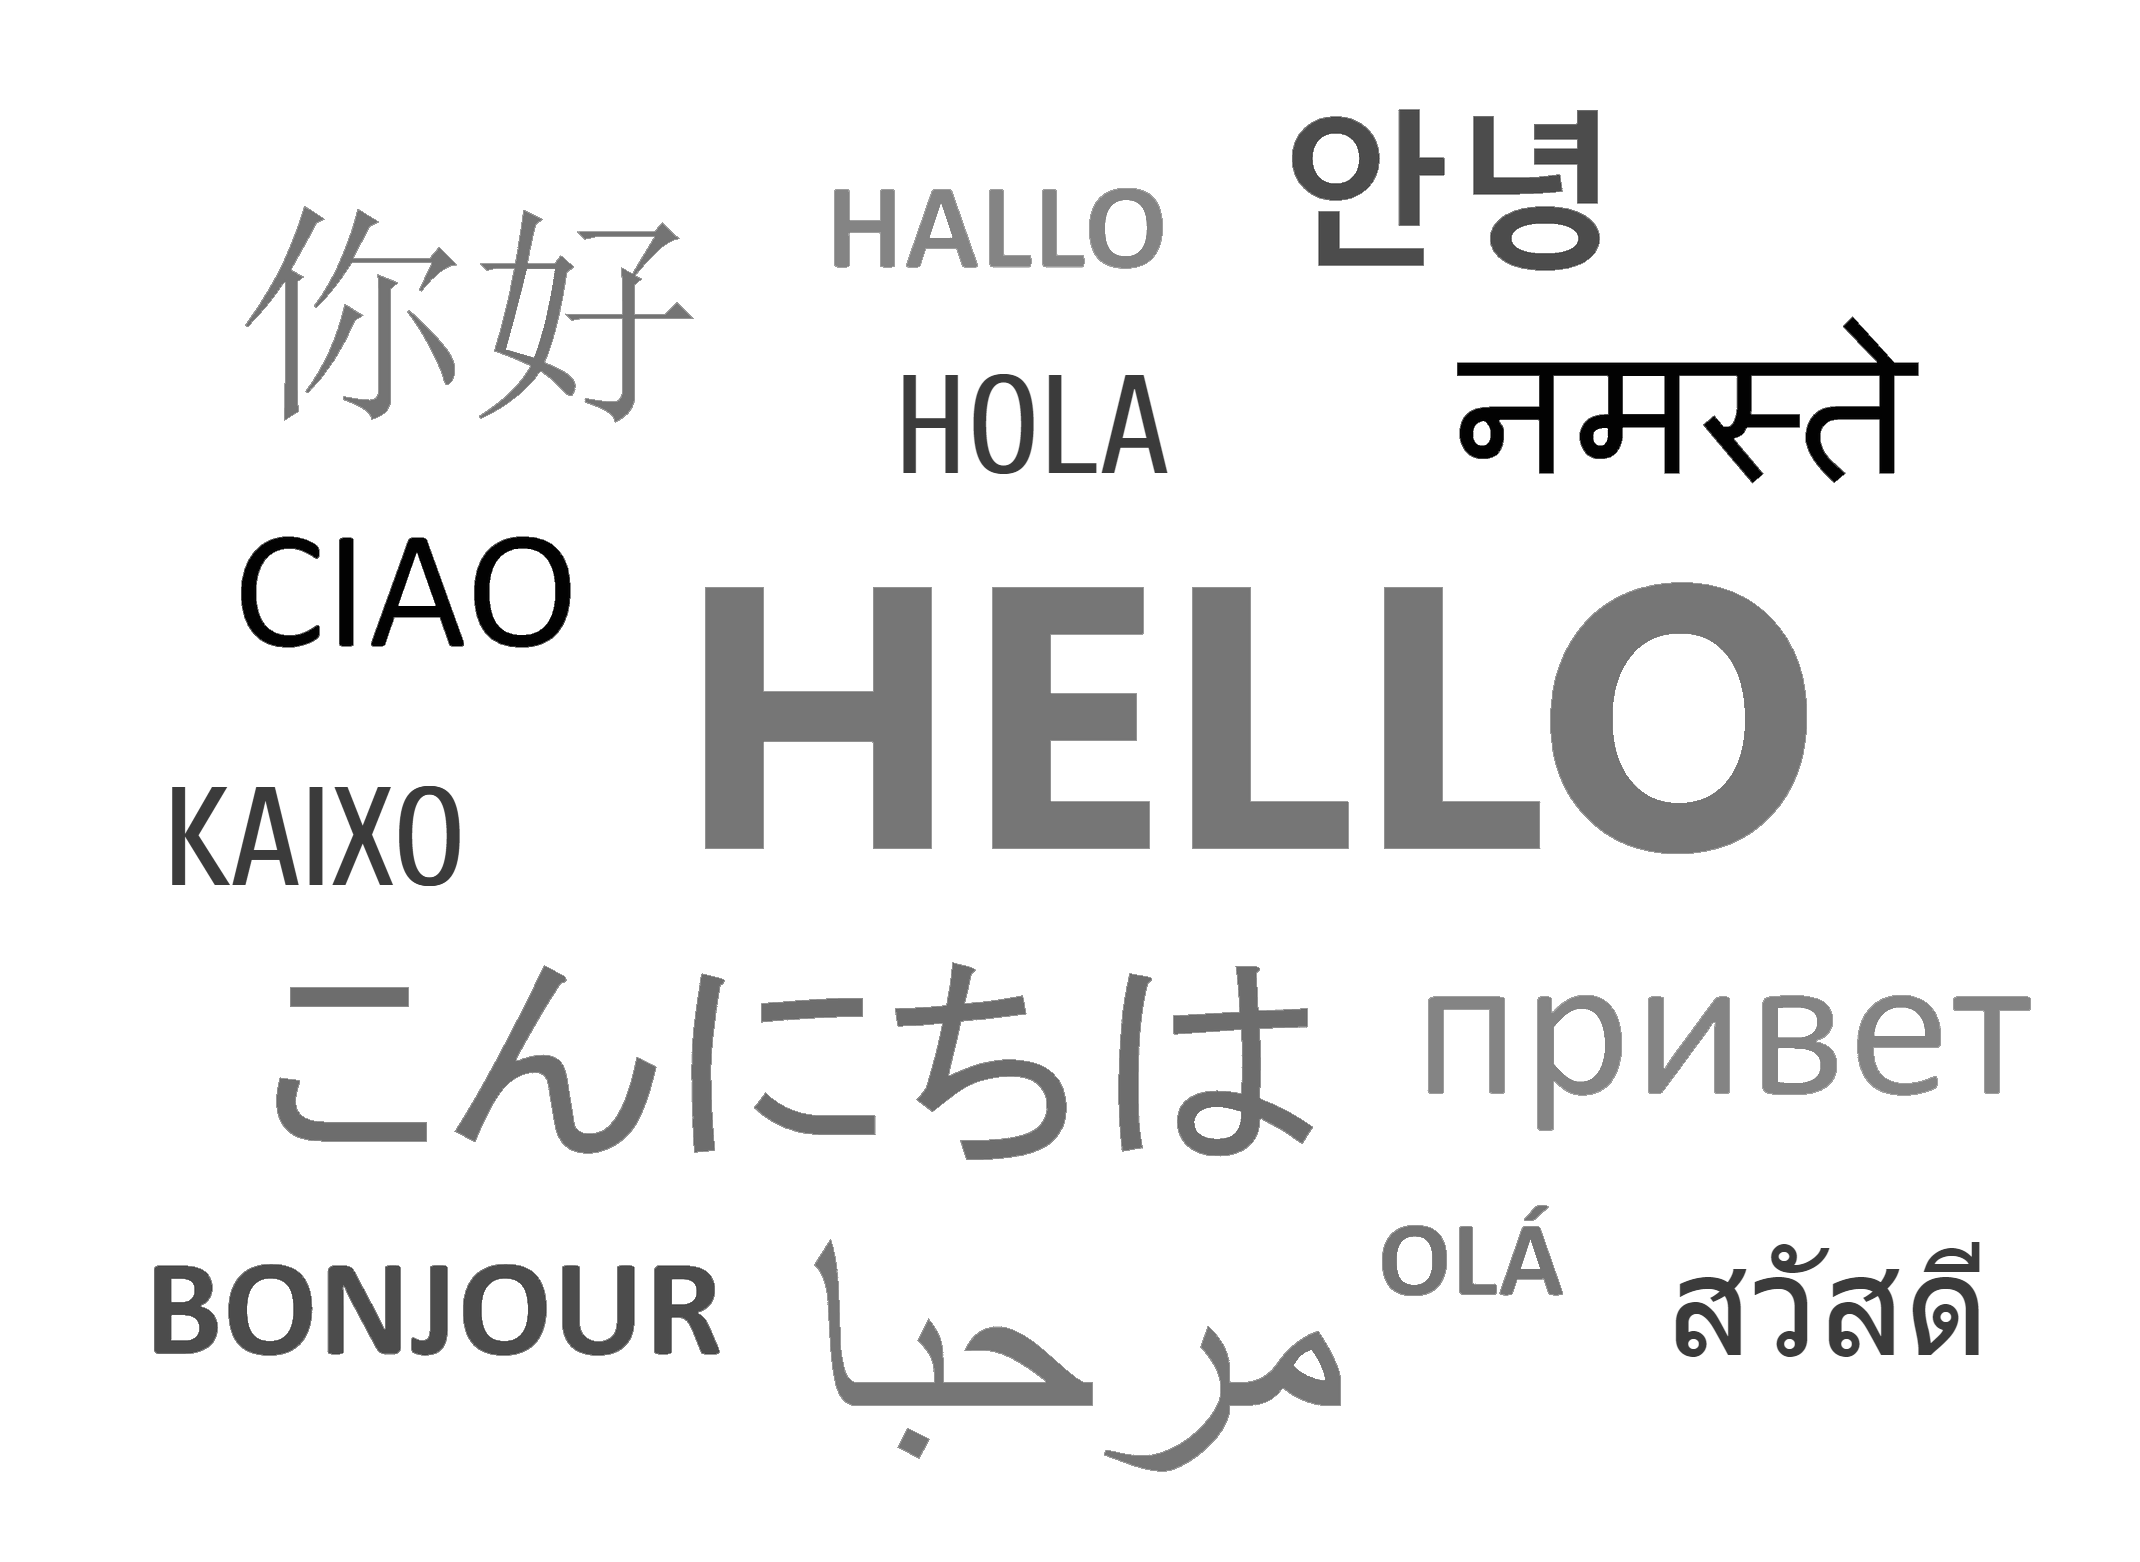 안녕
HALLO
你好
HOLA
नमस्ते
CIAO
HELLO
KAIXO
こんにちは
привет
BONJOUR
مرحبا
OLÁ
สวัสดี